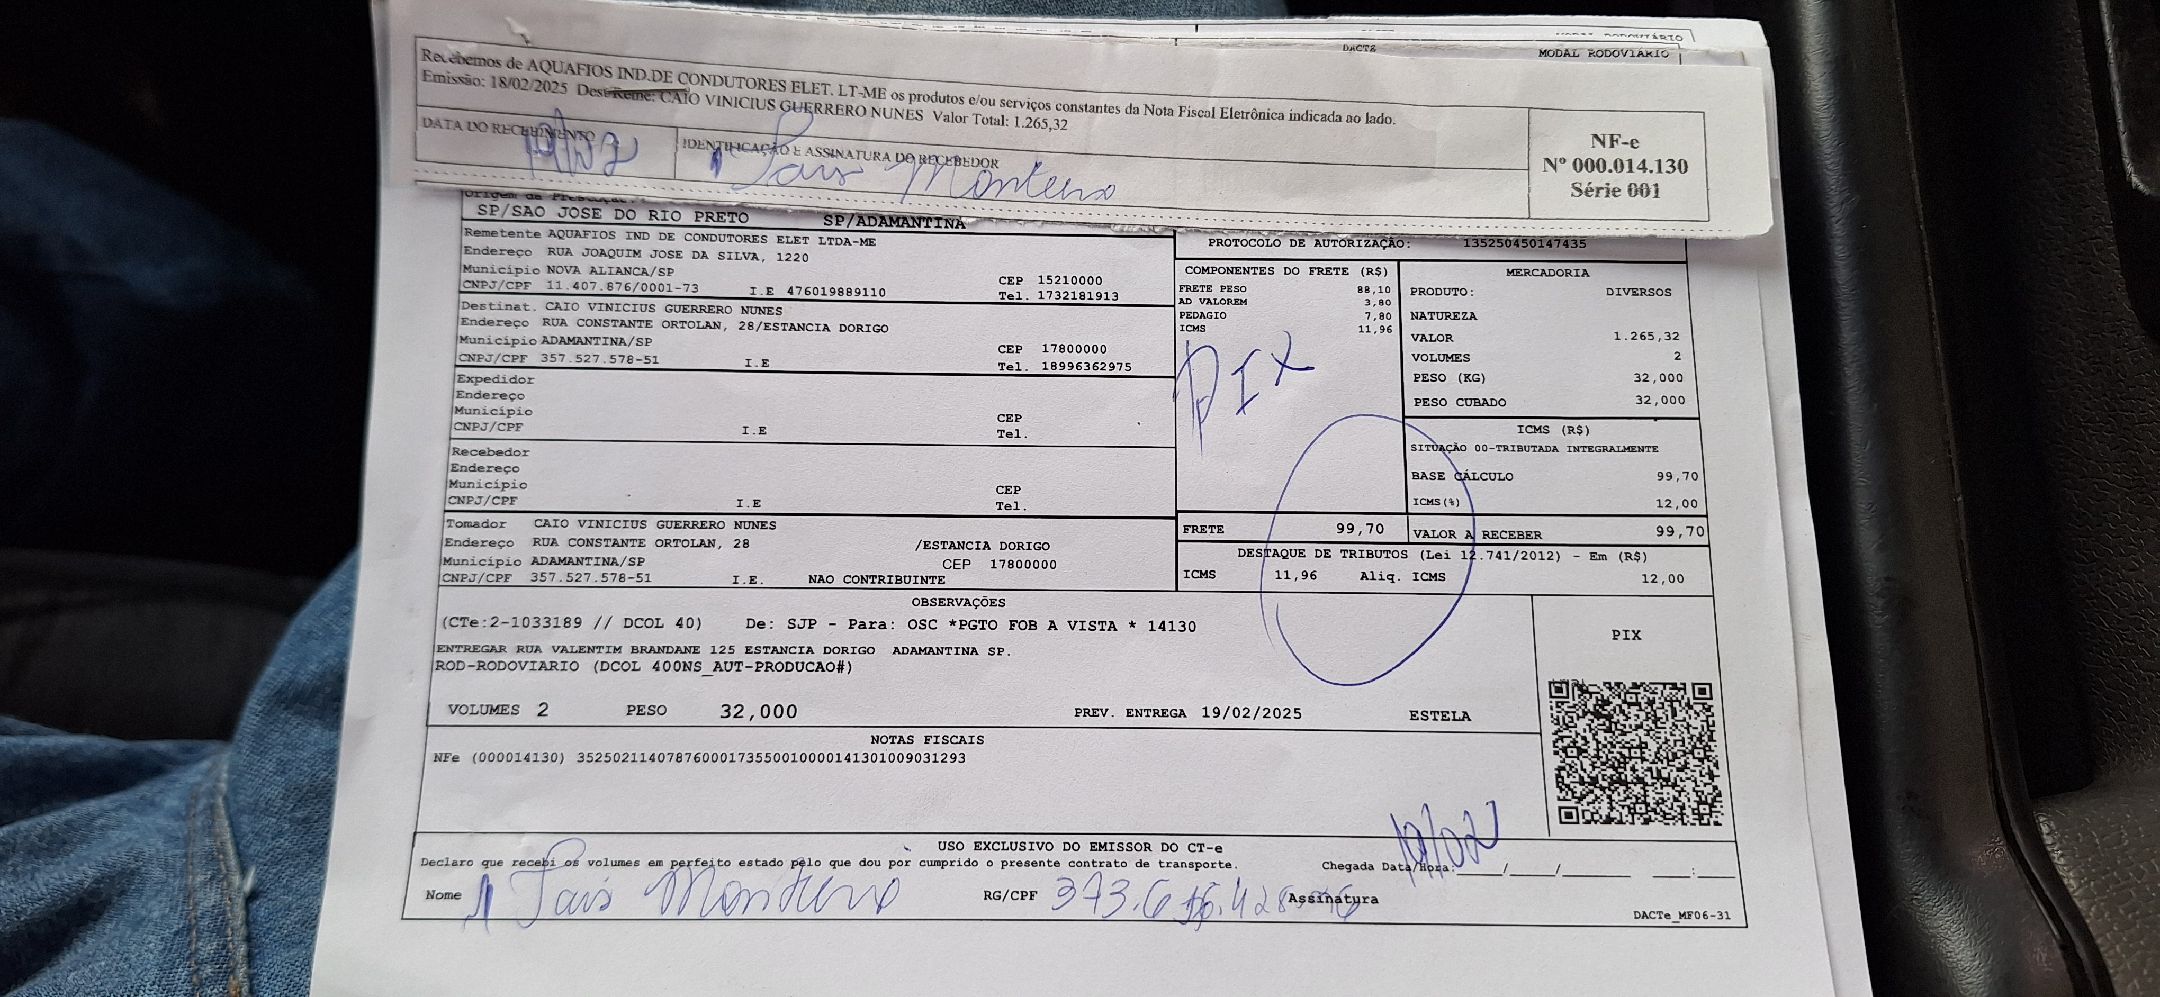 DACTE
MODAL RODOVIÁRIO
Recebemos de AQUAFIOS IND.DE CONDUTORES ELET. LT-ME os produtos e/ou serviços constantes da Nota Fiscal Eletrônica indicada ao lado.
Emissão: 18/02/2025 Dest/Reme: CAIO VINICIUS GUERRERO NUNES Valor Total: 1.265,32
DATA DO RECEBIMENTO
19/02
IDENTIFICAÇÃO E ASSINATURA DO RECEBEDOR
Monteiro
NF-e
Nº 000.014.130
Série 001
SP/SAO JOSE DO RIO PRETO SP/ADAMANTINA
Remetente AQUAFIOS IND DE CONDUTORES ELET LTDA-ME
Endereço RUA JOAQUIM JOSE DA SILVA, 1220
Município NOVA ALIANCA/SP CEP 15210000
CNPJ/CPF 11.407.876/0001-73 I.E 476019889110 Tel. 1732181913
Destinat. CAIO VINICIUS GUERRERO NUNES
Endereço RUA CONSTANTE ORTOLAN, 28/ESTANCIA DORIGO
Município ADAMANTINA/SP CEP 17800000
CNPJ/CPF 357.527.578-51 I.E Tel. 18996362975
Expedidor
Endereço
Município CEP
CNPJ/CPF I.E Tel.
Recebedor
Endereço
Município CEP
CNPJ/CPF I.E Tel.
Tomador CAIO VINICIUS GUERRERO NUNES
Endereço RUA CONSTANTE ORTOLAN, 28 /ESTANCIA DORIGO
Município ADAMANTINA/SP CEP 17800000
CNPJ/CPF 357.527.578-51 I.E. NAO CONTRIBUINTE
PROTOCOLO DE AUTORIZAÇÃO: 135250450147435
COMPONENTES DO FRETE (R$)
FRETE PESO 88,10
AD VALOREM 3,80
PEDAGIO 7,80
ICMS 11,96
PIX
MERCADORIA
PRODUTO: DIVERSOS
NATUREZA
VALOR 1.265,32
VOLUMES 2
PESO (KG) 32,000
PESO CUBADO 32,000
ICMS (R$)
SITUAÇÃO 00-TRIBUTADA INTEGRALMENTE
BASE CÁLCULO 99,70
ICMS(%) 12,00
FRETE 99,70 VALOR A RECEBER 99,70
DESTAQUE DE TRIBUTOS (Lei 12.741/2012) - Em (R$)
ICMS 11,96 Aliq. ICMS 12,00
OBSERVAÇÕES
(CTe:2-1033189 // DCOL 40) De: SJP - Para: OSC *PGTO FOB A VISTA * 14130
ENTREGAR RUA VALENTIM BRANDANE 125 ESTANCIA DORIGO ADAMANTINA SP.
ROD-RODOVIARIO (DCOL 400NS_AUT-PRODUCAO#)
VOLUMES 2 PESO 32,000 PREV. ENTREGA 19/02/2025 ESTELA
PIX
NOTAS FISCAIS
NFe (000014130) 35250211407876000173550010000141301009031293
USO EXCLUSIVO DO EMISSOR DO CT-e
Declaro que recebi os volumes em perfeito estado pelo que dou por cumprido o presente contrato de transporte.
Chegada Data/Hora: 19/02
Nome Monteiro RG/CPF Assinatura
DACTe_MF06-31